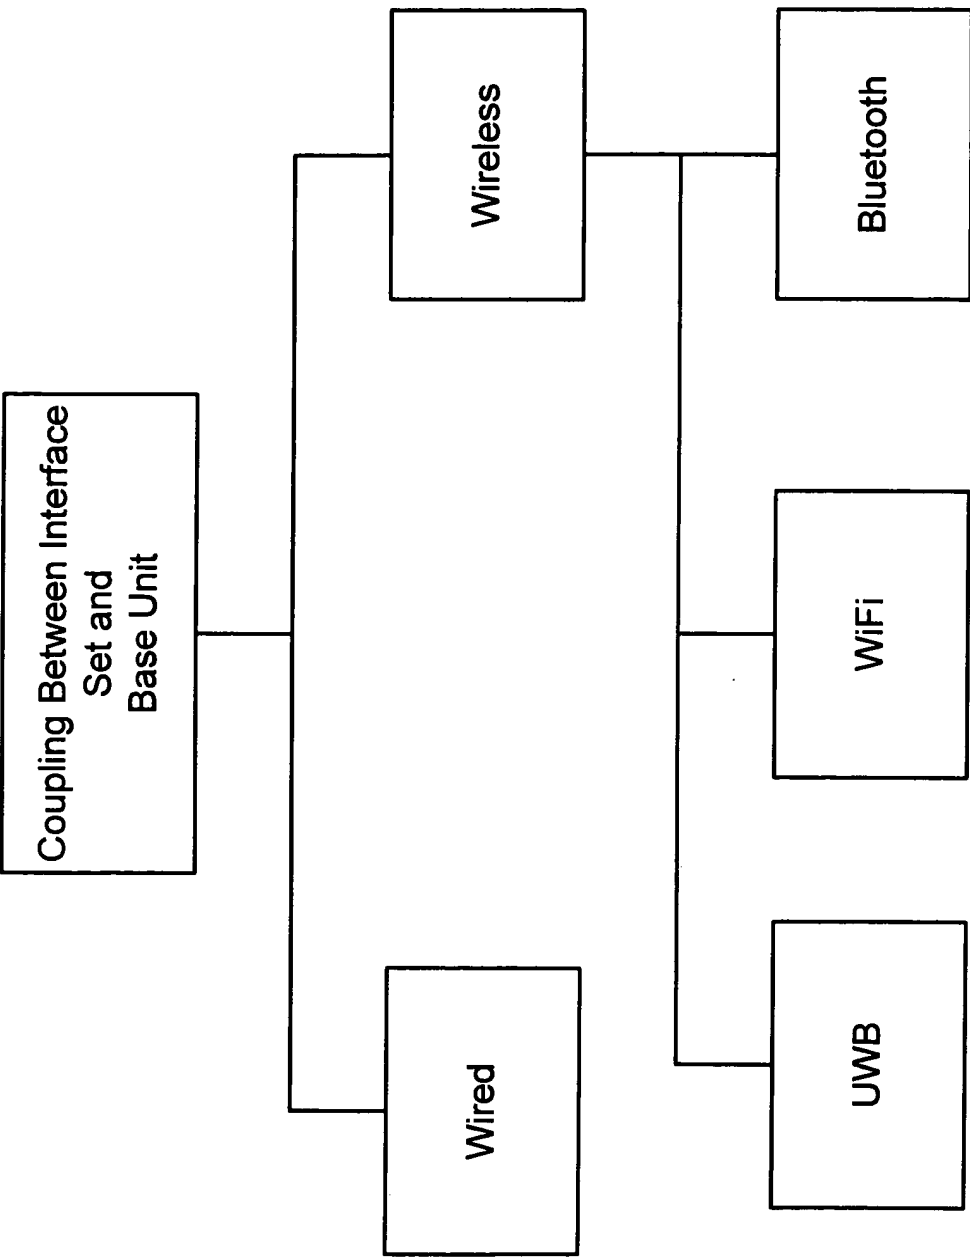 Coupling Between Interface
Set and
Base Unit
Wired
Wireless
UWB
WiFi
Bluetooth